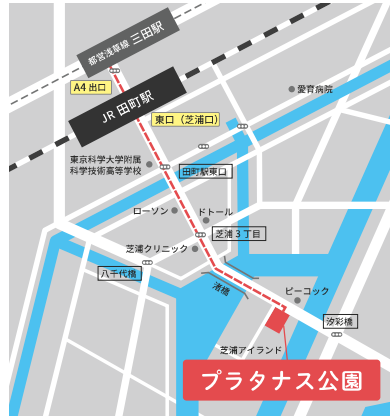 都営浅草線 三田駅
A4 出口
JR 田町駅
東口（芝浦口）
愛育病院
東京科学大学附属
科学技術高等学校
田町駅東口
ローソン
ドトール
芝浦3丁目
芝浦クリニック
八千代橋
渚橋
ピーコック
汐彩橋
芝浦アイランド
プラタナス公園